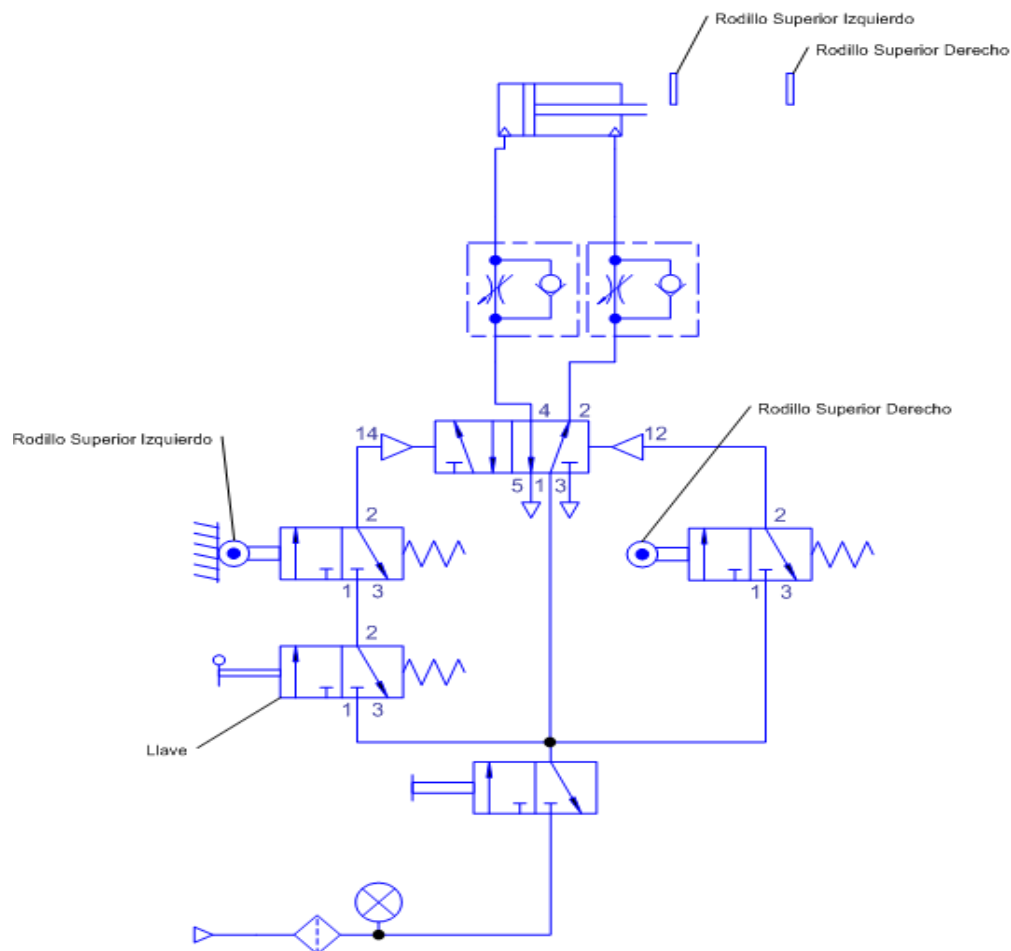 Rodillo Superior Izquierdo
Rodillo Superior Derecho
Rodillo Superior Derecho
4 2
14 12
Rodillo Superior Izquierdo
5 1 3
2 2
1 3 1 3
2
1 3
Llave